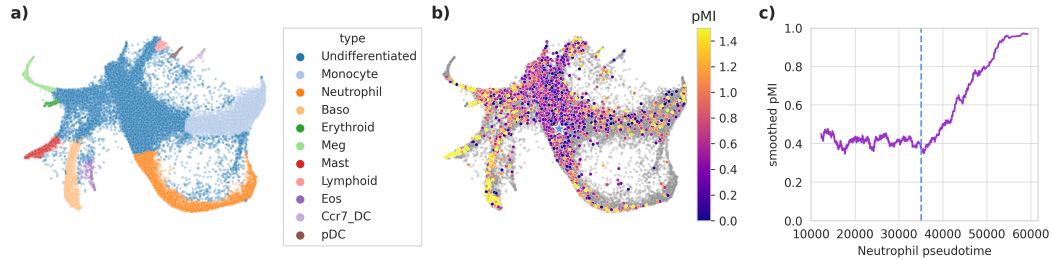 a)
type
Undifferentiated
Monocyte
Neutrophil
Baso
Erythroid
Meg
Mast
Lymphoid
Eos
Ccr7_DC
pDC
b)
pMI
1.4
1.2
1.0
0.8
0.6
0.4
0.2
0.0
c)
smoothed pMI
1.0
0.8
0.6
0.4
0.2
0.0
10000 20000 30000 40000 50000 60000
Neutrophil pseudotime